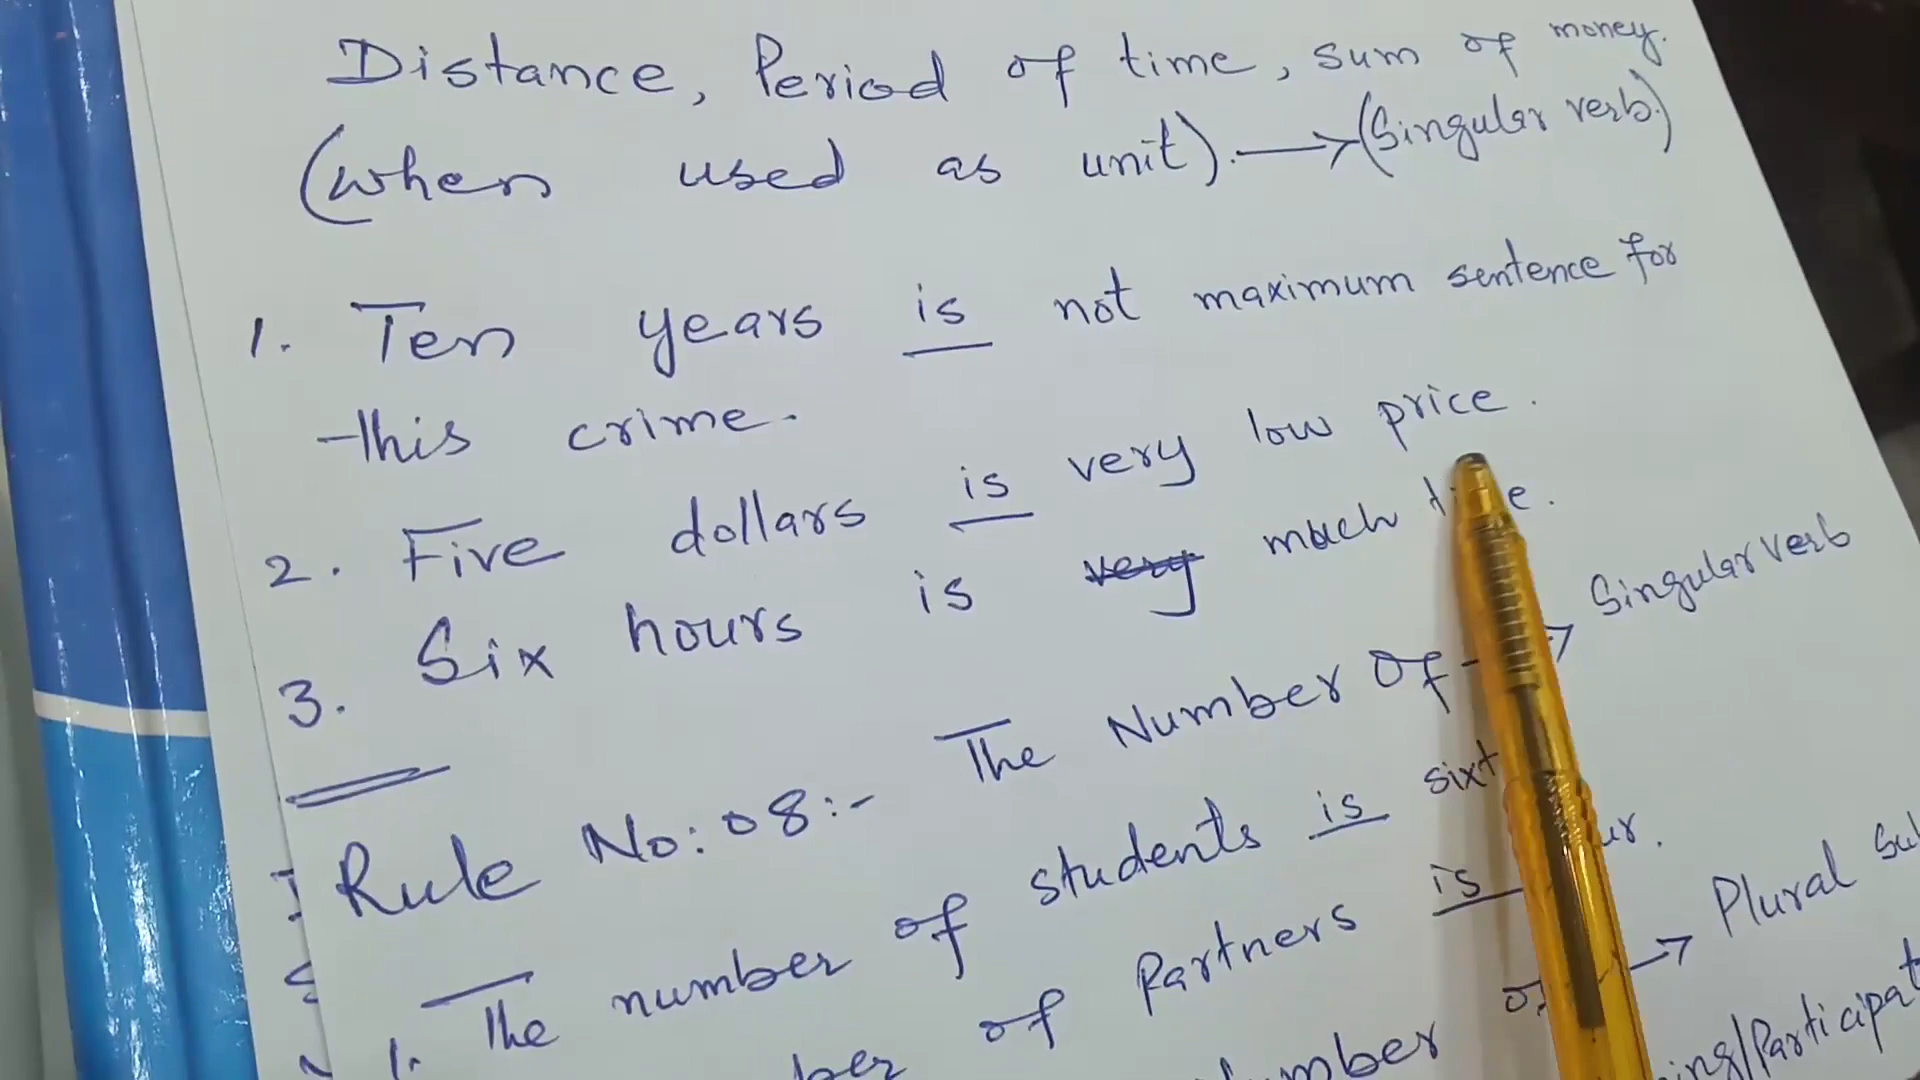 Distance, Period of time, sum of money.
(when used as unit). → (Singular verb.)
1. Ten years is not maximum sentence for
this crime.
2. Five dollars is very low price.
3. Six hours is very much
Rule No: 08:- The Number Of → Singular verb
1. The number of students is
of Partners is
→ Plural